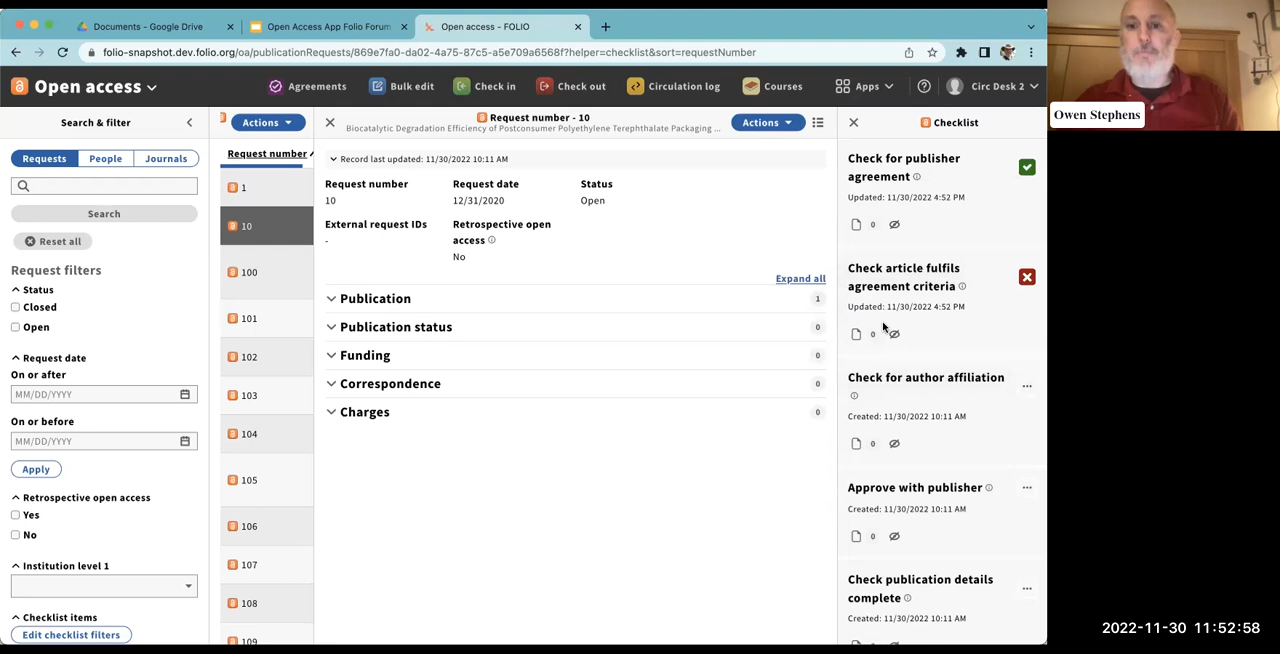 Documents - Google Drive
Open Access App Folio Forum
Open access - FOLIO
folio-snapshot.dev.folio.org/oa/publicationRequests/869e7fa0-da02-4a75-87c5-a5e709a6568f?helper=checklist&sort=requestNumber
Open access
Agreements
Bulk edit
Check in
Check out
Circulation log
Courses
Apps
Circ Desk 2
Owen Stephens
Search & filter
Requests
People
Journals
Search
Reset all
Request filters
Status
Closed
Open
Request date
On or after
MM/DD/YYYY
On or before
MM/DD/YYYY
Apply
Retrospective open access
Yes
No
Institution level 1
Checklist items
Edit checklist filters
Actions
Request number
1
10
100
101
102
103
104
105
106
107
108
109
Request number - 10
Biocatalytic Degradation Efficiency of Postconsumer Polyethylene Terephthalate Packaging ...
Actions
Record last updated: 11/30/2022 10:11 AM
Request number
10
Request date
12/31/2020
Status
Open
External request IDs
-
Retrospective open
access
No
Expand all
Publication 1
Publication status 0
Funding 0
Correspondence 0
Charges 0
Checklist
Check for publisher
agreement
Updated: 11/30/2022 4:52 PM
0
Check article fulfils
agreement criteria
Updated: 11/30/2022 4:52 PM
0
Check for author affiliation
Created: 11/30/2022 10:11 AM
0
Approve with publisher
Created: 11/30/2022 10:11 AM
0
Check publication details
complete
Created: 11/30/2022 10:11 AM
2022-11-30 11:52:58